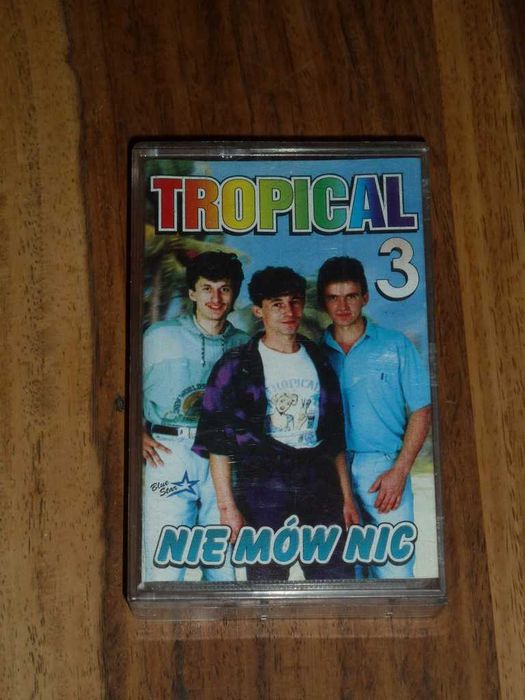 TROPICAL
3
TROPICAL
Blue
Star
NIE MÓW NIC